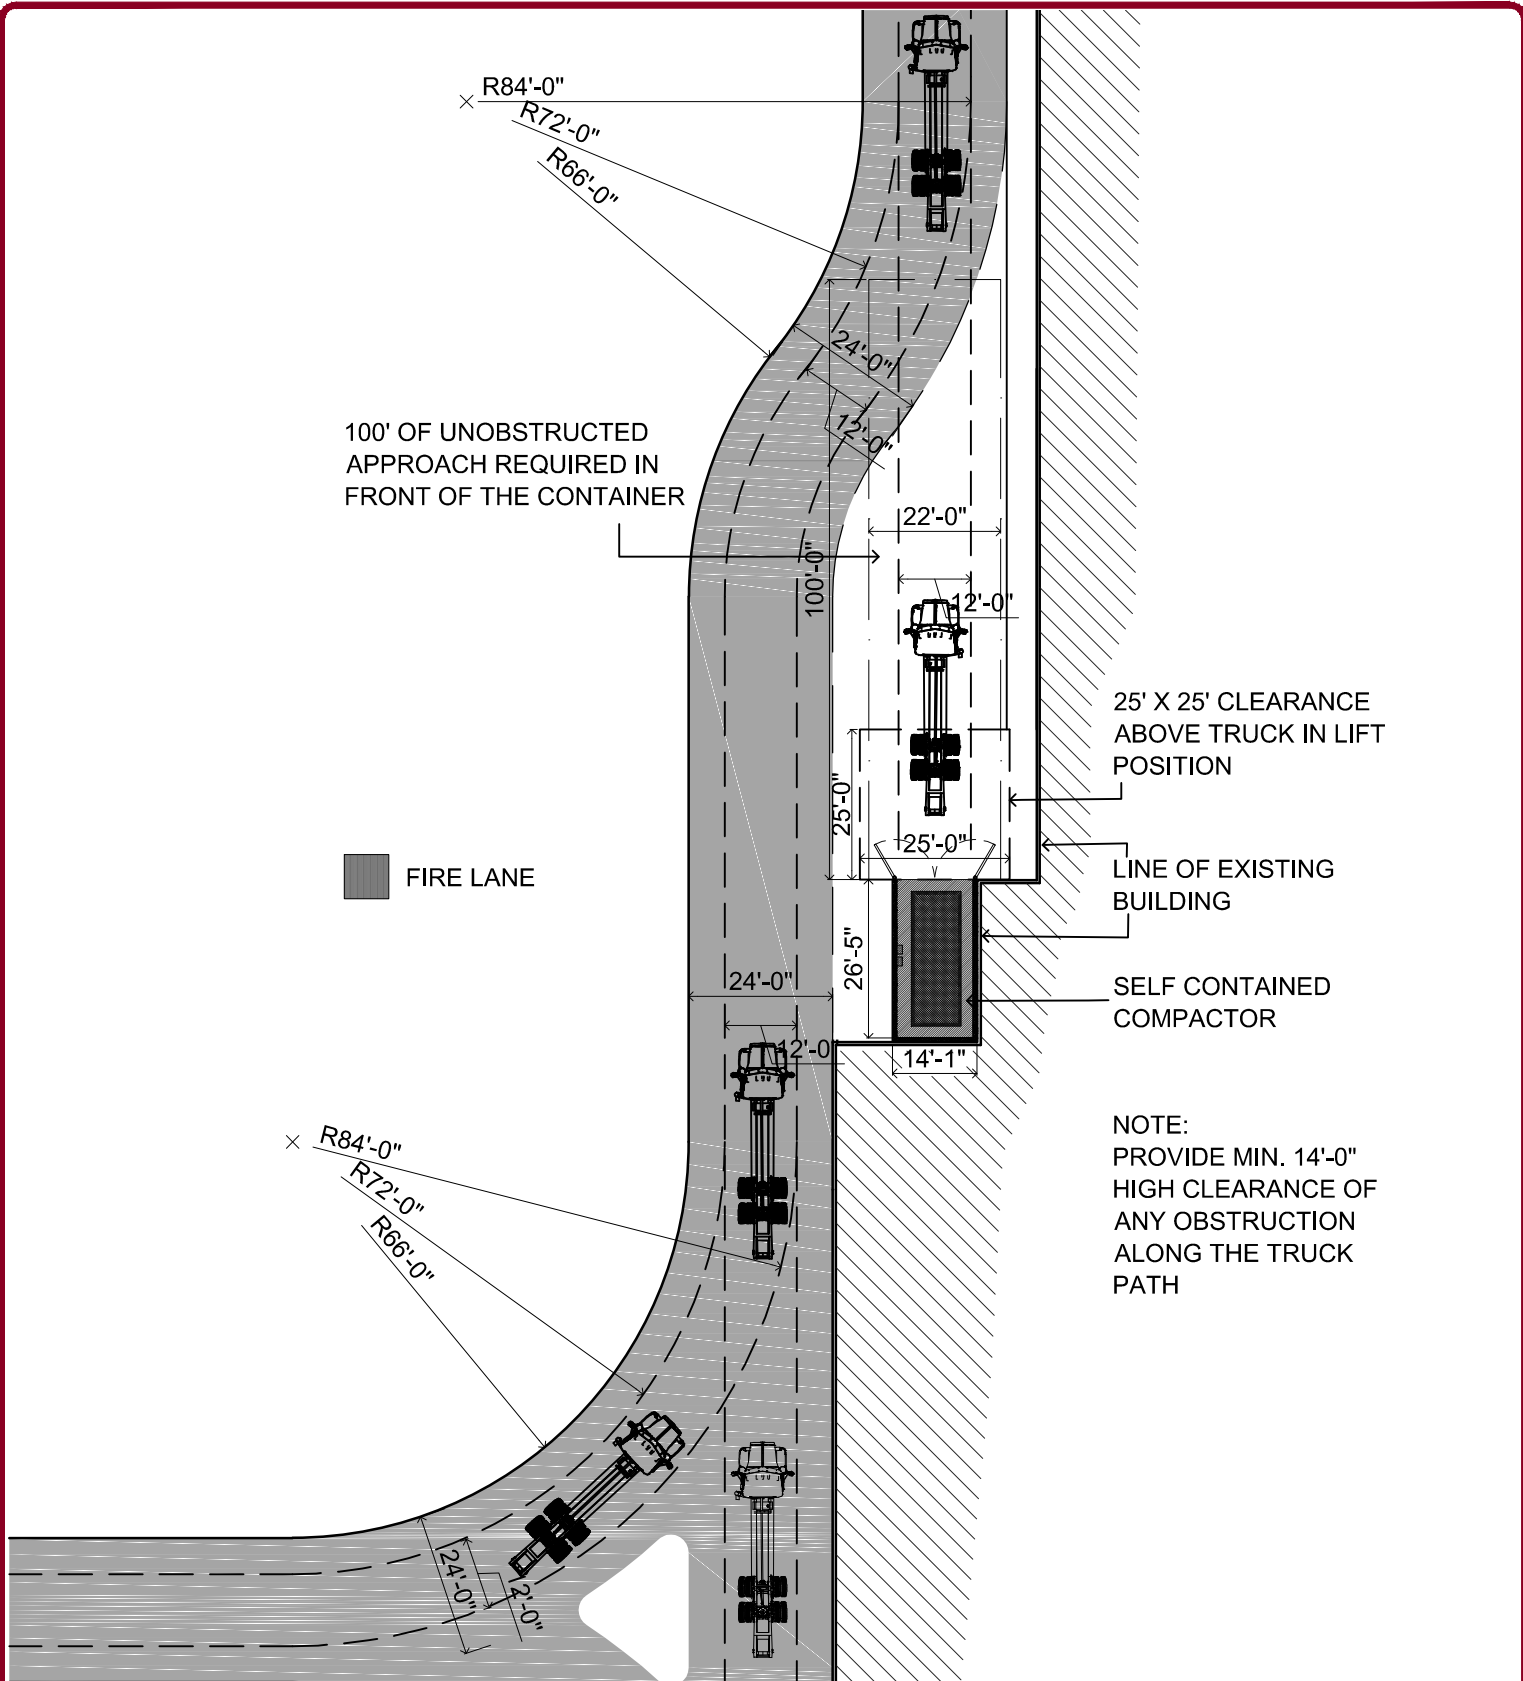 R84'-0"
R72'-0"
R66'-0"
24'-0"
12'-0"
100' OF UNOBSTRUCTED
APPROACH REQUIRED IN
FRONT OF THE CONTAINER
22'-0"
100'-0"
12'-0"
25' X 25' CLEARANCE
ABOVE TRUCK IN LIFT
POSITION
25'-0"
25'-0"
FIRE LANE
LINE OF EXISTING
BUILDING
26'-5"
24'-0"
SELF CONTAINED
COMPACTOR
12'-0
14'-1"
NOTE:
PROVIDE MIN. 14'-0"
HIGH CLEARANCE OF
ANY OBSTRUCTION
ALONG THE TRUCK
PATH
R84'-0"
R72'-0"
R66'-0"
24'-0"
2'-0"